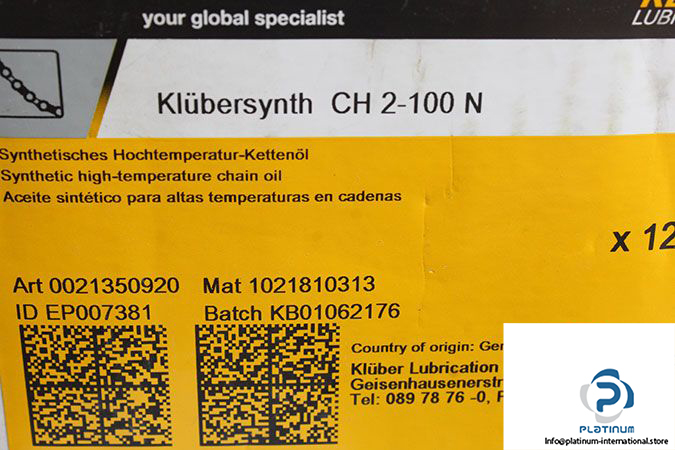 your global specialist
LUB
Klübersynth CH 2-100 N
Synthetisches Hochtemperatur-Kettenöl
Synthetic high-temperature chain oil
Aceite sintético para altas temperaturas en cadenas
x 12
Art 0021350920 Mat 1021810313
ID EP007381 Batch KB01062176
Country of origin: Ger
Klüber Lubrication
Geisenhausenerstr
Tel: 089 78 76 -0, F
PLATINUM
Info@platinum-international.store